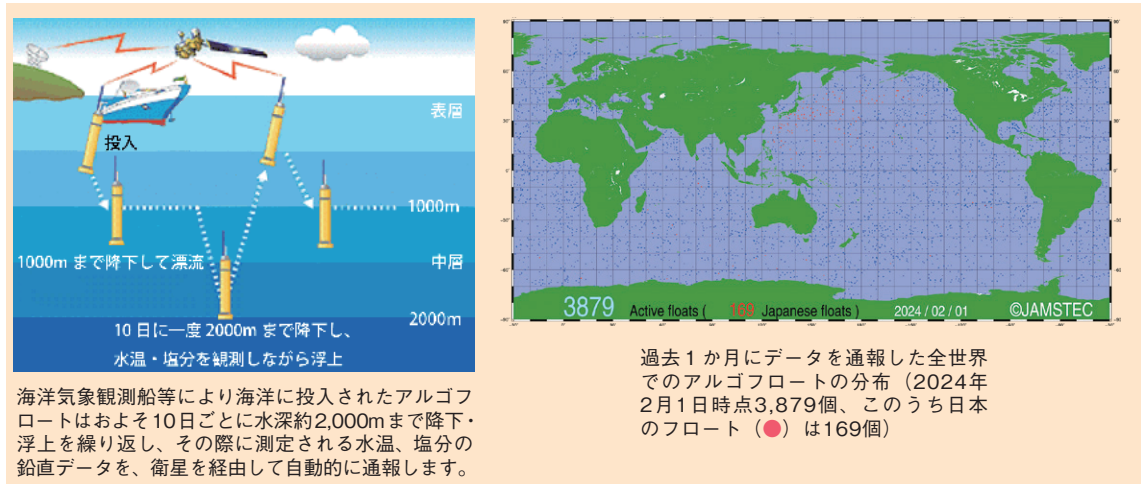 表層
投入
1000m
1000m まで降下して漂流
中層
2000m
10 日に一度 2000m まで降下し、
水温・塩分を観測しながら浮上
海洋気象観測船等により海洋に投入されたアルゴフ
ロートはおよそ10日ごとに水深約2,000mまで降下・
浮上を繰り返し、その際に測定される水温、塩分の
鉛直データを、衛星を経由して自動的に通報します。
3879 Active floats ( 169 Japanese floats ) 2024 / 02 / 01 ©JAMSTEC
過去１か月にデータを通報した全世界
でのアルゴフロートの分布（2024年
2月1日時点3,879個、このうち日本
のフロート（●）は169個）